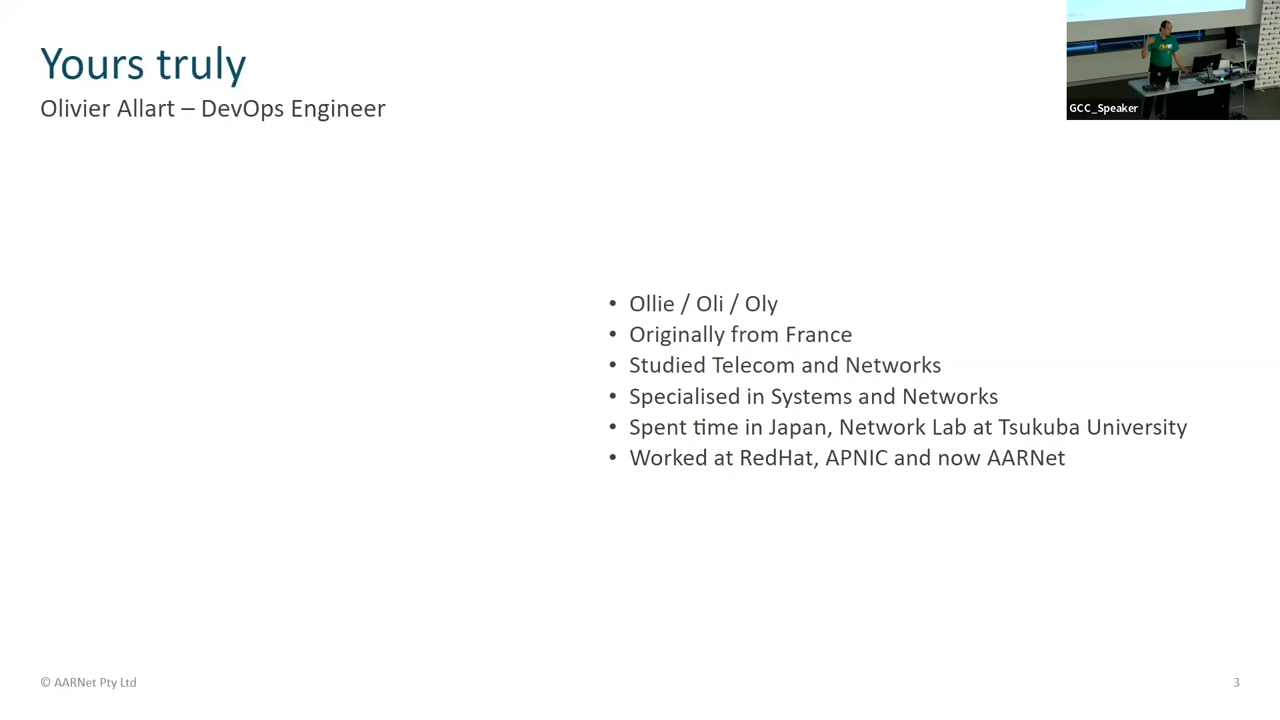 Yours truly
Olivier Allart – DevOps Engineer
GCC_Speaker
• Ollie / Oli / Oly
• Originally from France
• Studied Telecom and Networks
• Specialised in Systems and Networks
• Spent time in Japan, Network Lab at Tsukuba University
• Worked at RedHat, APNIC and now AARNet
© AARNet Pty Ltd
3